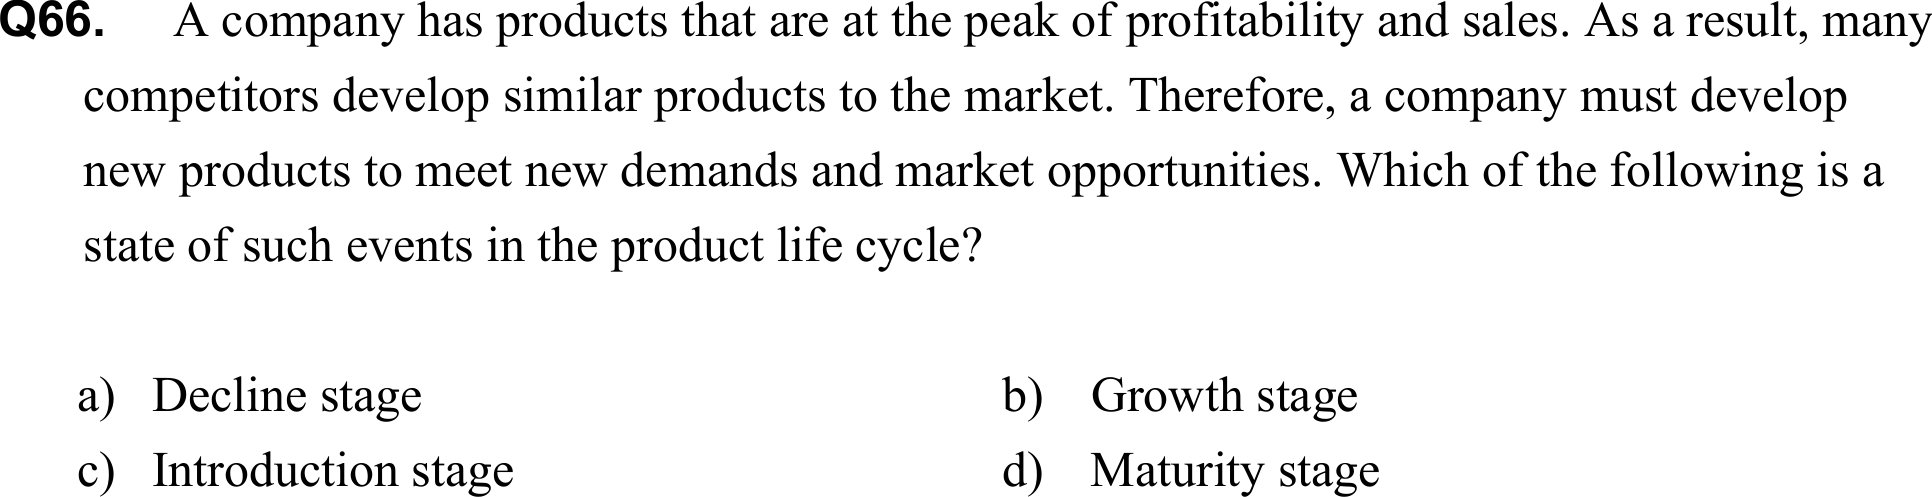 Q66. A company has products that are at the peak of profitability and sales. As a result, many
competitors develop similar products to the market. Therefore, a company must develop
new products to meet new demands and market opportunities. Which of the following is a
state of such events in the product life cycle?
a) Decline stage b) Growth stage
c) Introduction stage d) Maturity stage